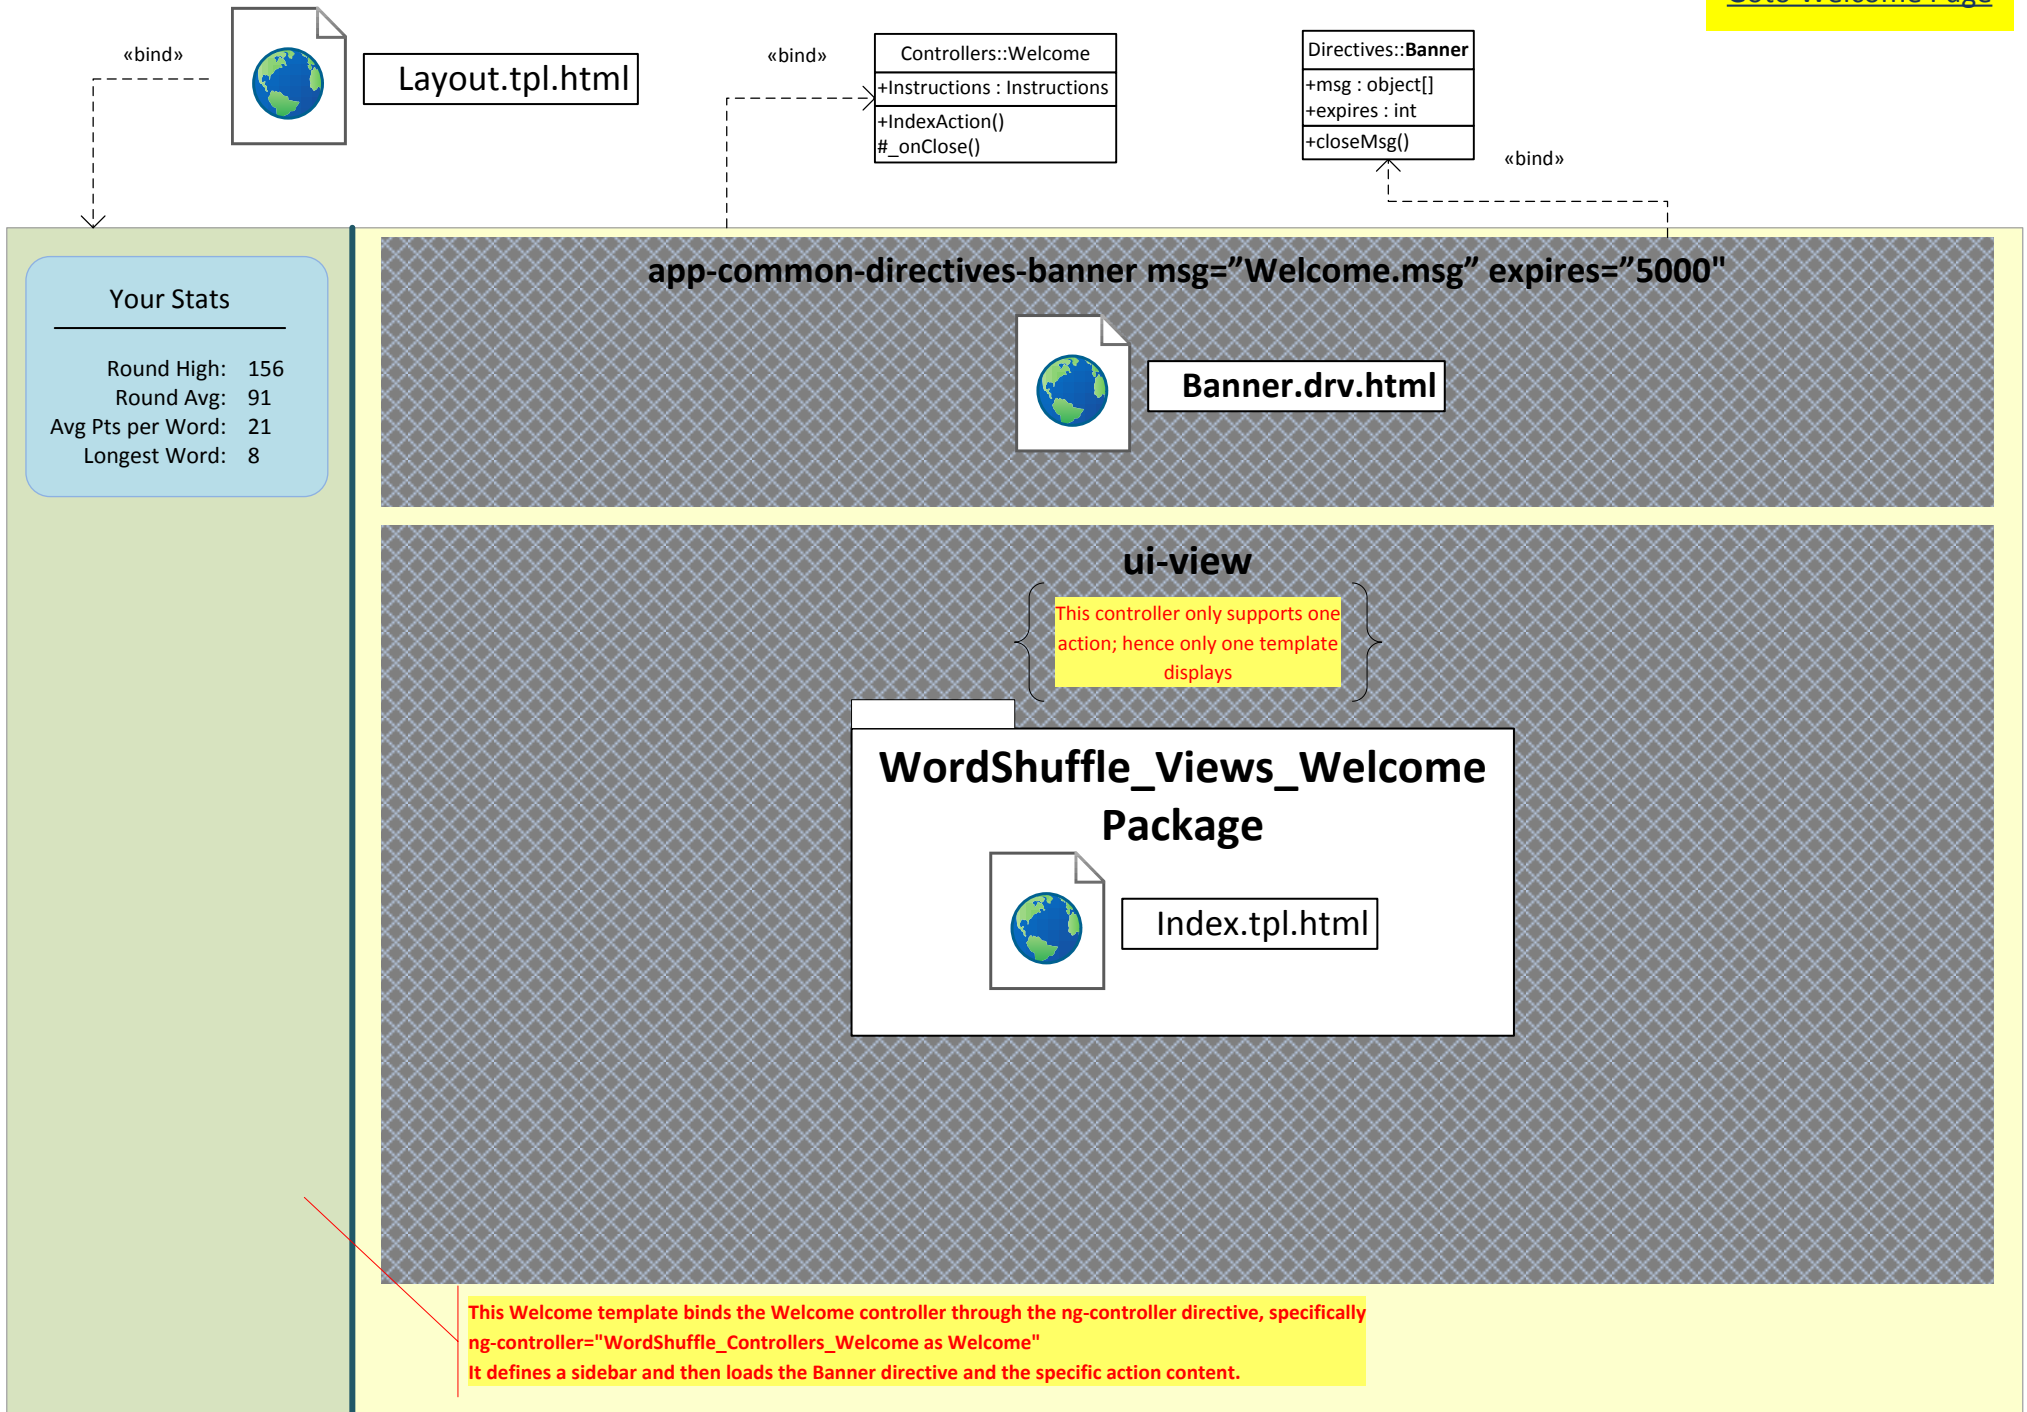 Goto Welcome Page
«bind»
Layout.tpl.html
«bind»
Controllers::Welcome
+Instructions : Instructions
+IndexAction()
#_onClose()
Directives::Banner
+msg : object[]
+expires : int
+closeMsg()
«bind»
Your Stats
Round High: 156
Round Avg: 91
Avg Pts per Word: 21
Longest Word: 8
app-common-directives-banner msg=”Welcome.msg” expires=”5000"
Banner.drv.html
ui-view
This controller only supports one
action; hence only one template
displays
WordShuffle_Views_Welcome
Package
Index.tpl.html
This Welcome template binds the Welcome controller through the ng-controller directive, specifically
ng-controller="WordShuffle_Controllers_Welcome as Welcome"
It defines a sidebar and then loads the Banner directive and the specific action content.